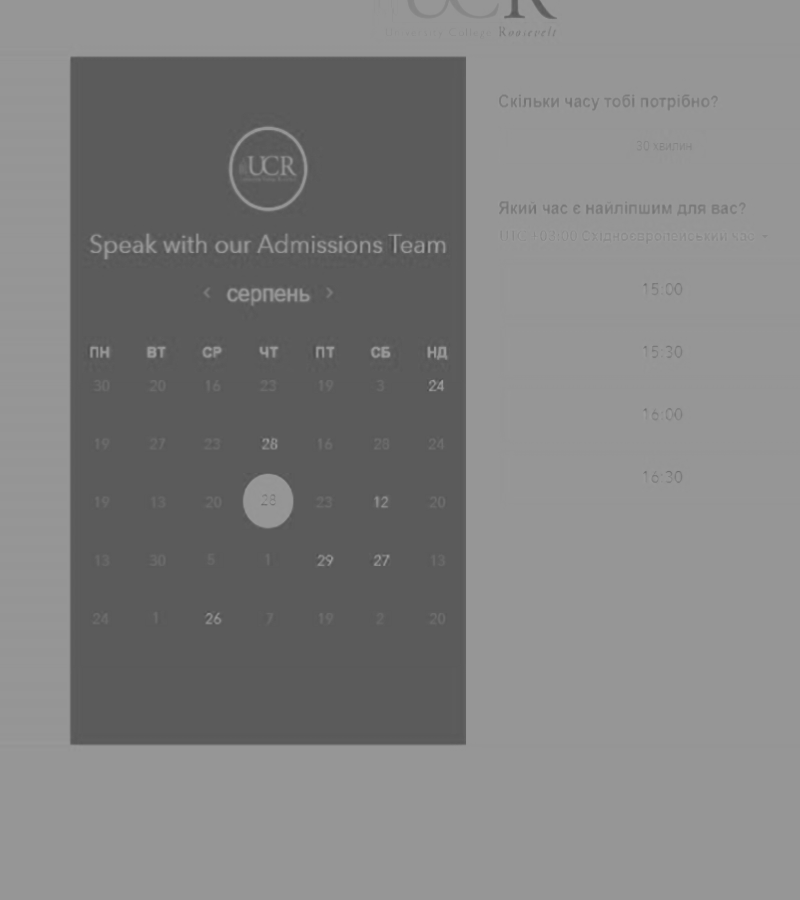 UCR
University College Roosevelt
UCR
Speak with our Admissions Team
< серпень >
ПН ВТ СР ЧТ ПТ СБ НД
30 20 16 23 19 3 24
19 27 23 28 16 28 24
19 13 20 28 23 12 20
13 30 5 1 29 27 13
24 1 26 7 19 2 20
Скільки часу тобі потрібно?
30 хвилин
Який час є найліпшим для вас?
UTC +03:00 Східноєвропейський час
15:00
15:30
16:00
16:30